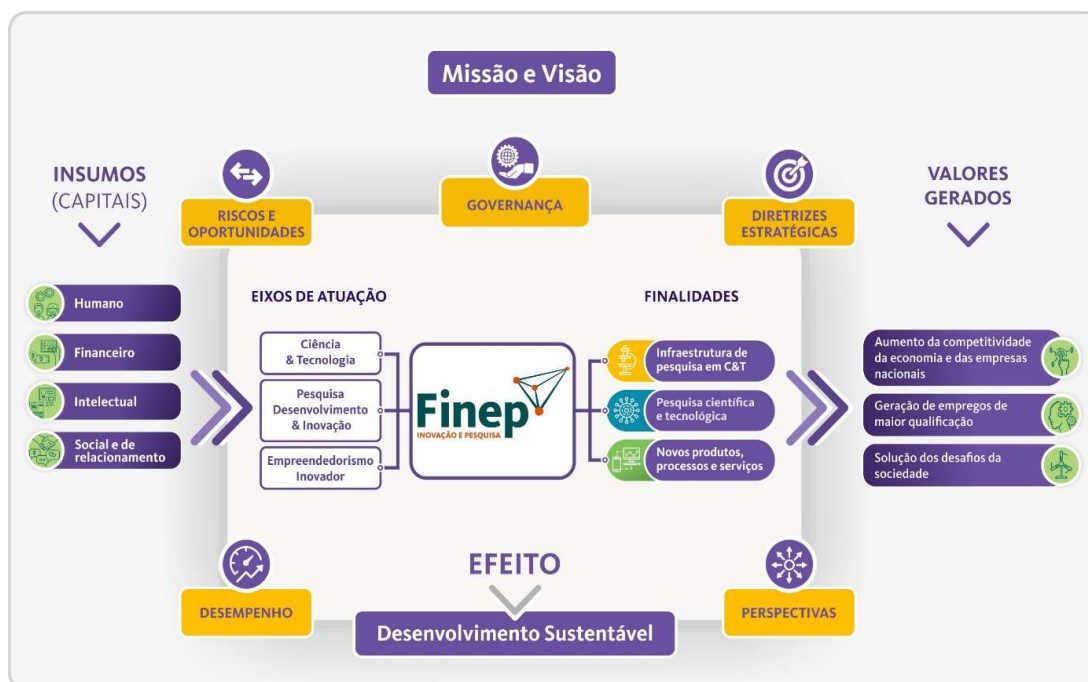 Missão e Visão
INSUMOS
(CAPITAIS)
RISCOS E
OPORTUNIDADES
GOVERNANÇA
DIRETRIZES
ESTRATÉGICAS
VALORES
GERADOS
Humano
Financeiro
Intelectual
Social e de
relacionamento
EIXOS DE ATUAÇÃO
Ciência
& Tecnologia
Pesquisa
Desenvolvimento
& Inovação
Empreendedorismo
Inovador
Finep
INOVAÇÃO E PESQUISA
FINALIDADES
Infraestrutura de
pesquisa em C&T
Pesquisa científica
e tecnológica
Novos produtos,
processos e serviços
Aumento da competitividade
da economia e das empresas
nacionais
Geração de empregos de
maior qualificação
Solução dos desafios da
sociedade
DESEMPENHO
EFEITO
Desenvolvimento Sustentável
PERSPECTIVAS